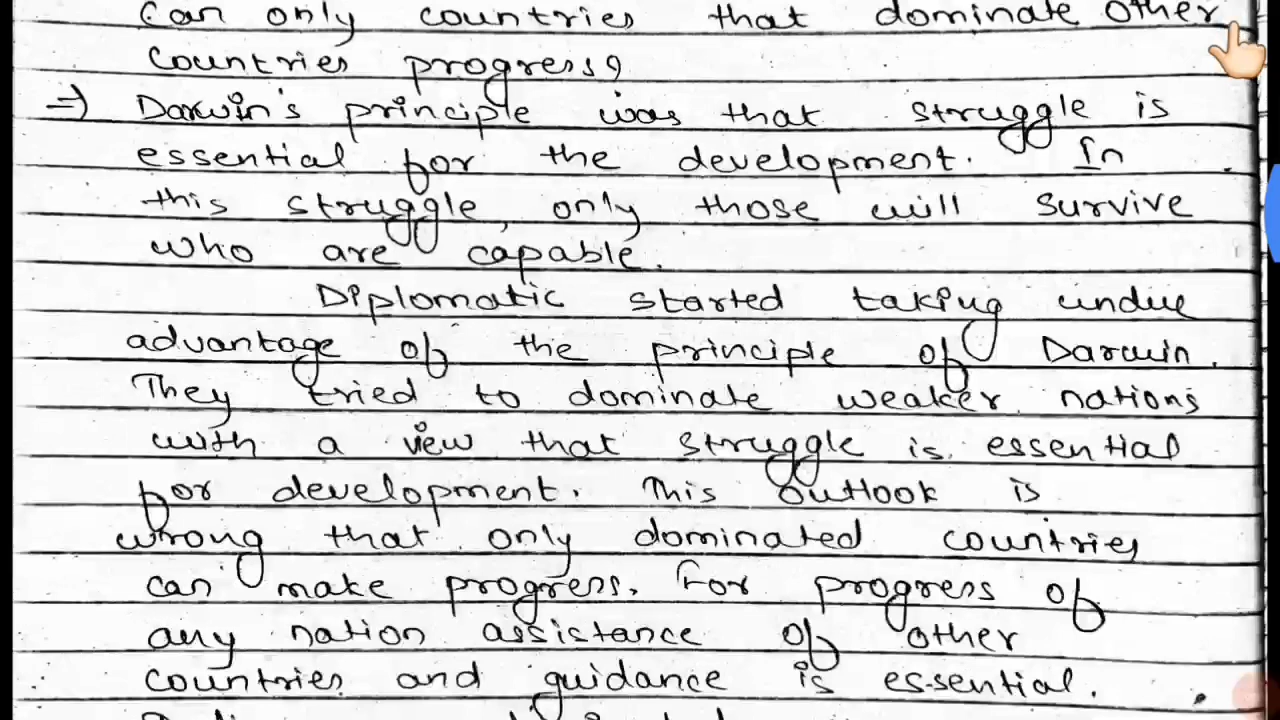 Can only countries that dominate other
countries progress?
⇒ Darwin's principle was that struggle is
essential for the development. In
this struggle, only those will survive
who are capable.
Diplomatic started taking undue
advantage of the principle of Darwin.
They tried to dominate weaker nations
with a view that struggle is essential
for development. This outlook is
wrong that only dominated countries
can make progress. For progress of
any nation assistance of other
countries and guidance is essential.